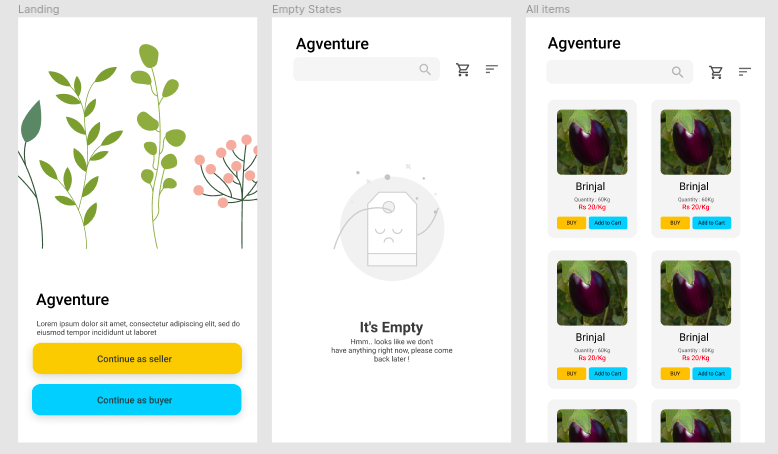 Landing
Agventure
Lorem ipsum dolor sit amet, consectetur adipiscing elit, sed do
eiusmod tempor incididunt ut laboret
Continue as seller
Continue as buyer
Empty States
Agventure
It's Empty
Hmm.. looks like we don't
have anything right now, please come
back later !
All items
Agventure
Brinjal
Quantity : 60Kg
Rs 20/Kg
BUY
Add to Cart
Brinjal
Quantity : 60Kg
Rs 20/Kg
BUY
Add to Cart
Brinjal
Quantity : 60Kg
Rs 20/Kg
BUY
Add to Cart
Brinjal
Quantity : 60Kg
Rs 20/Kg
BUY
Add to Cart